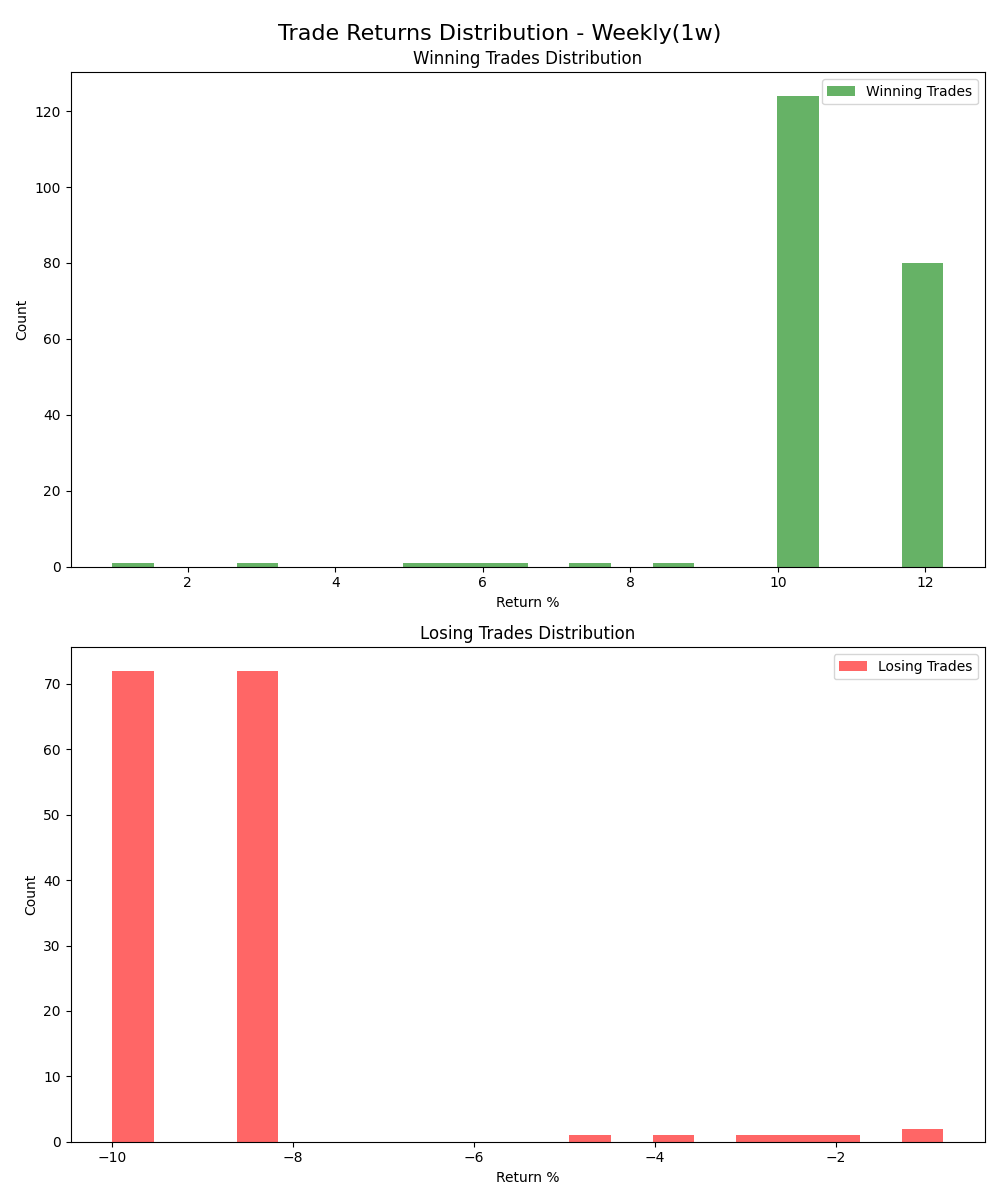 Trade Returns Distribution - Weekly(1w)
Winning Trades Distribution
Winning Trades
120
100
80
60
40
20
0
Count
2 4 6 8 10 12
Return %
Losing Trades Distribution
Losing Trades
70
60
50
40
30
20
10
0
Count
−10 −8 −6 −4 −2
Return %